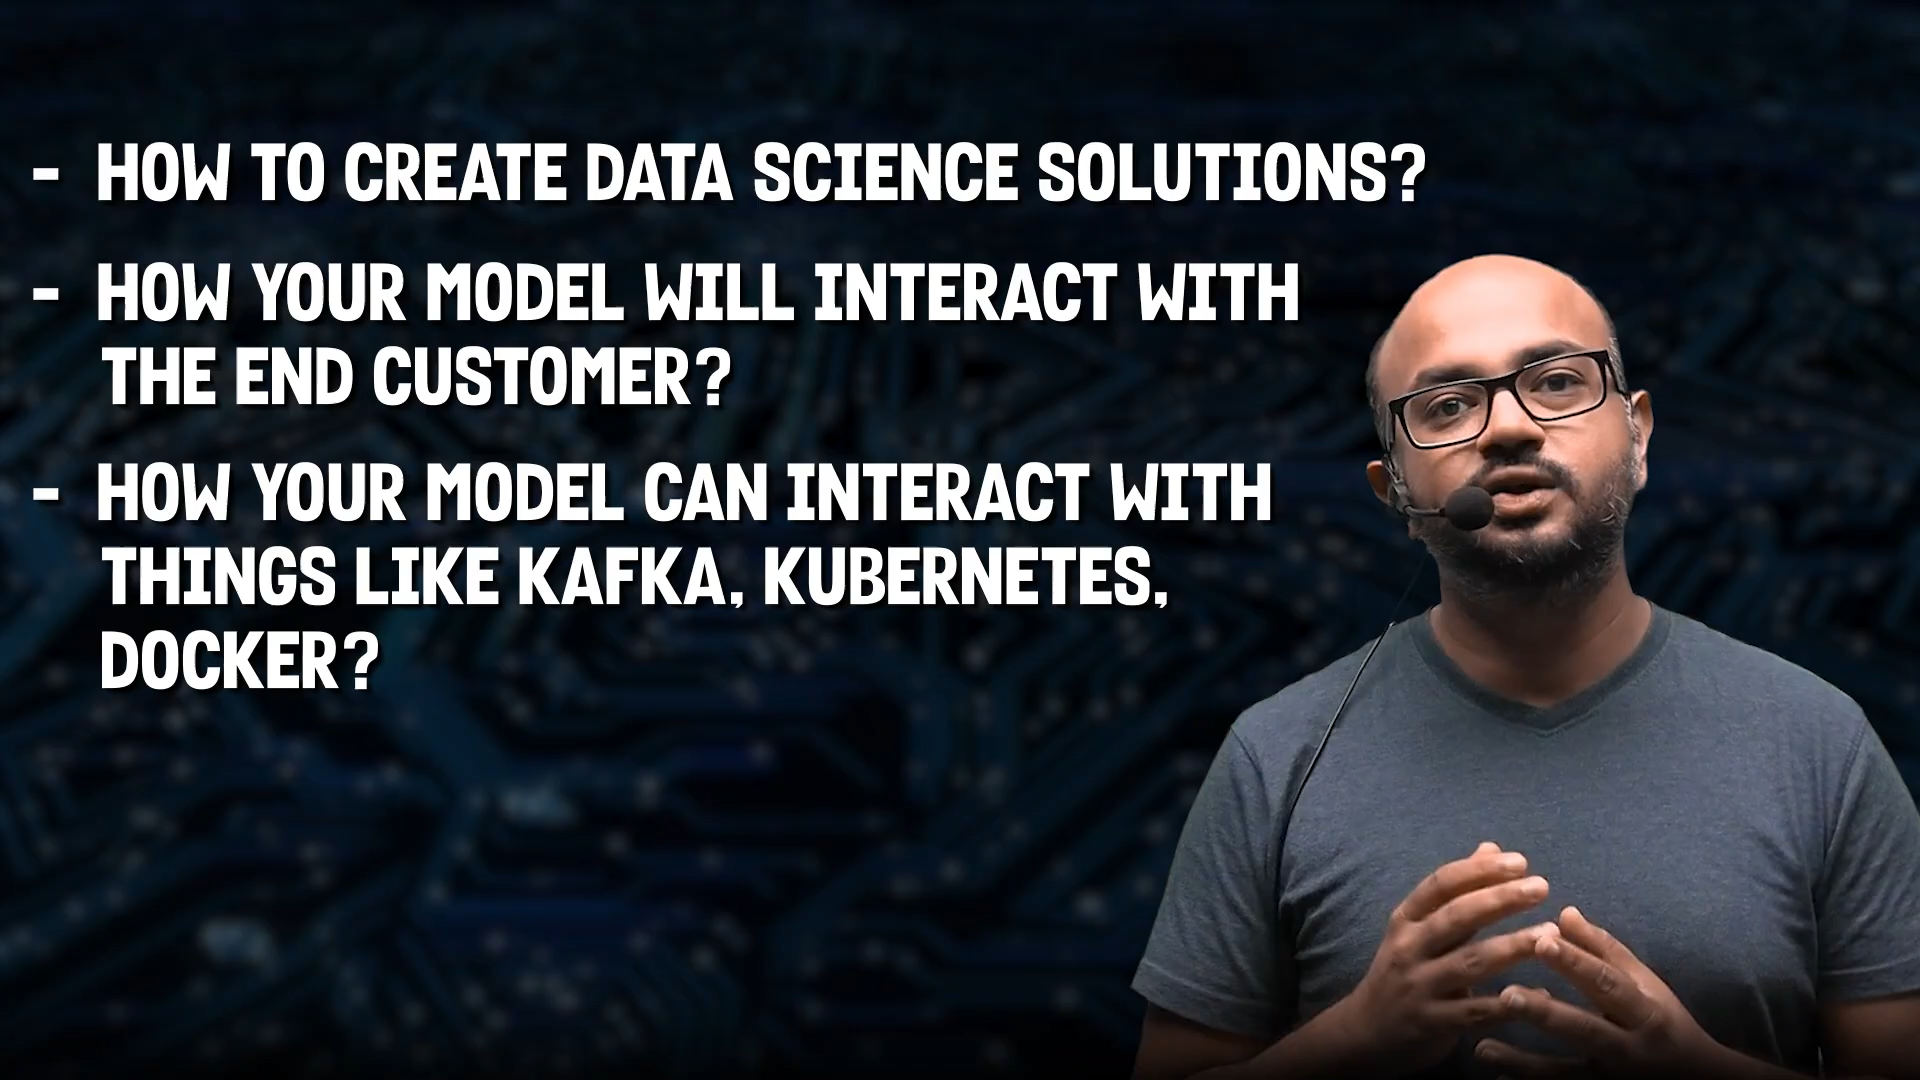 - HOW TO CREATE DATA SCIENCE SOLUTIONS?
- HOW YOUR MODEL WILL INTERACT WITH
THE END CUSTOMER?
- HOW YOUR MODEL CAN INTERACT WITH
THINGS LIKE KAFKA, KUBERNETES,
DOCKER?